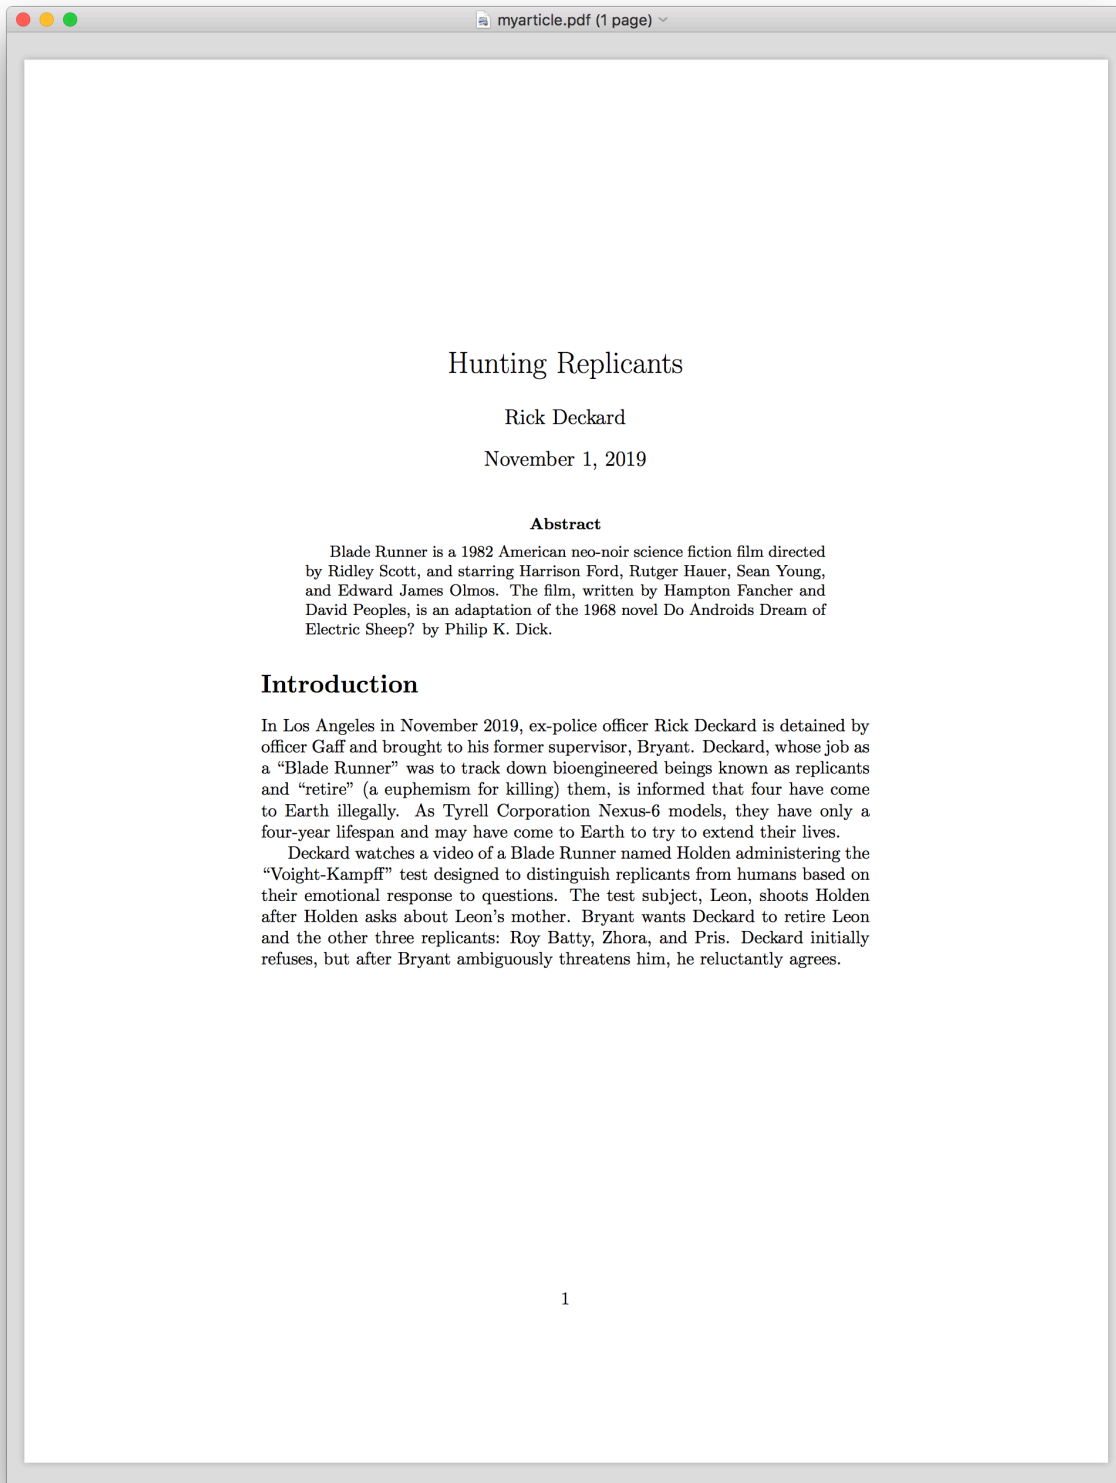 myarticle.pdf (1 page)
Hunting Replicants
Rick Deckard
November 1, 2019
Abstract
Blade Runner is a 1982 American neo-noir science fiction film directed
by Ridley Scott, and starring Harrison Ford, Rutger Hauer, Sean Young,
and Edward James Olmos. The film, written by Hampton Fancher and
David Peoples, is an adaptation of the 1968 novel Do Androids Dream of
Electric Sheep? by Philip K. Dick.
Introduction
In Los Angeles in November 2019, ex-police officer Rick Deckard is detained by
officer Gaff and brought to his former supervisor, Bryant. Deckard, whose job as
a “Blade Runner” was to track down bioengineered beings known as replicants
and “retire” (a euphemism for killing) them, is informed that four have come
to Earth illegally. As Tyrell Corporation Nexus-6 models, they have only a
four-year lifespan and may have come to Earth to try to extend their lives.
Deckard watches a video of a Blade Runner named Holden administering the
“Voight-Kampff” test designed to distinguish replicants from humans based on
their emotional response to questions. The test subject, Leon, shoots Holden
after Holden asks about Leon’s mother. Bryant wants Deckard to retire Leon
and the other three replicants: Roy Batty, Zhora, and Pris. Deckard initially
refuses, but after Bryant ambiguously threatens him, he reluctantly agrees.
1